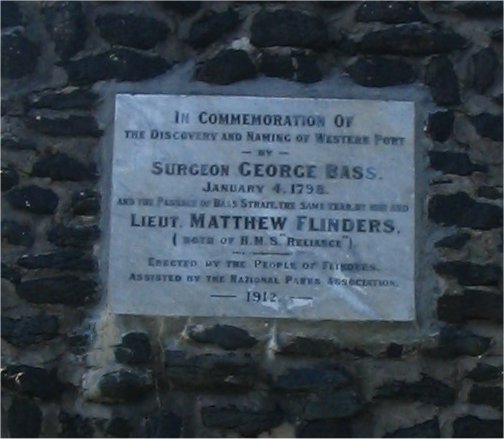 IN COMMEMORATION OF
THE DISCOVERY AND NAMING OF WESTERN PORT
— BY —
SURGEON GEORGE BASS.
JANUARY 4, 1798.
AND THE PASSAGE OF BASS STRAIT, THE SAME YEAR, BY HIM AND
LIEUT. MATTHEW FLINDERS,
(BOTH OF H.M.S. "RELIANCE").
ERECTED BY THE PEOPLE OF FLINDERS,
ASSISTED BY THE NATIONAL PARKS ASSOCIATION.
— 1912. —